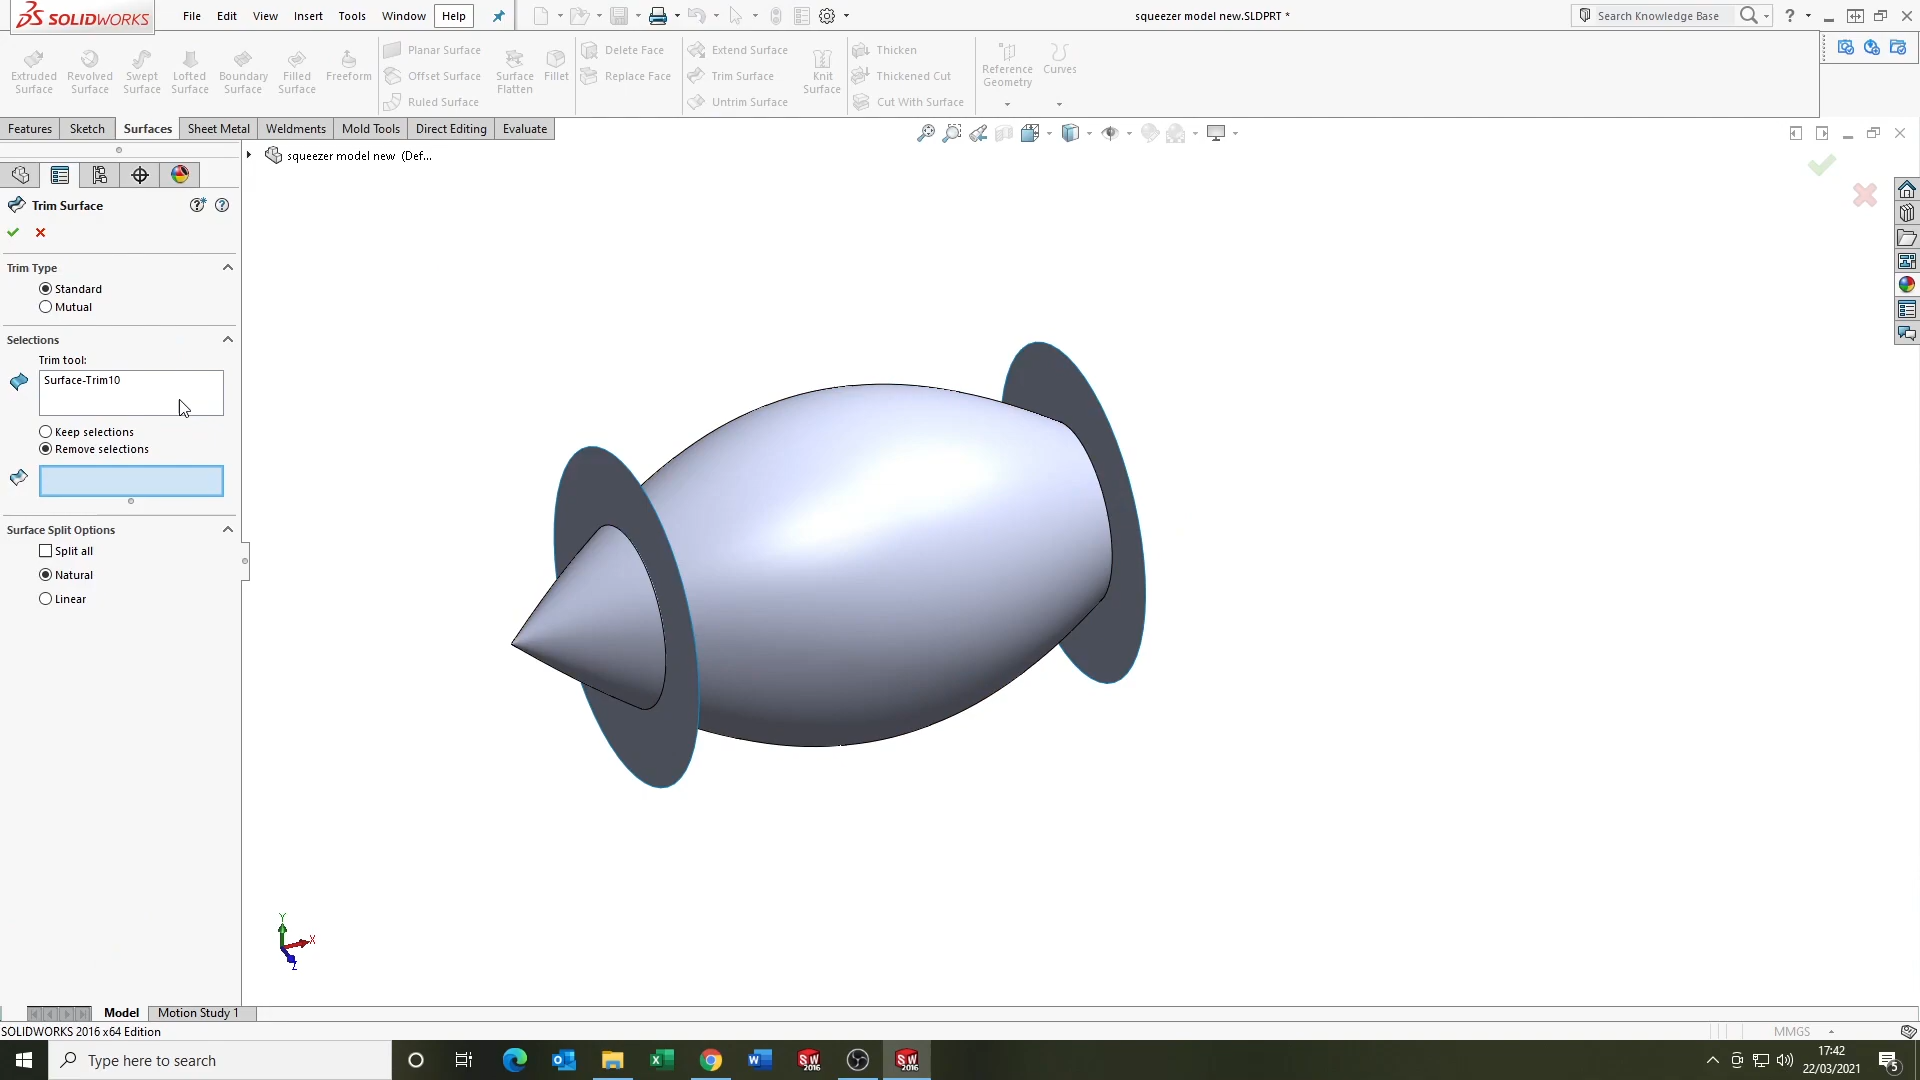 SOLIDWORKS File Edit View Insert Tools Window Help squeezer model new.SLDPRT * Search Knowledge Base ?
Extruded Surface
Revolved Surface
Swept Surface
Lofted Surface
Boundary Surface
Filled Surface
Freeform
Planar Surface
Offset Surface
Ruled Surface
Surface Flatten
Fillet
Delete Face
Replace Face
Extend Surface
Trim Surface
Untrim Surface
Knit Surface
Thicken
Thickened Cut
Cut With Surface
Reference Geometry
Curves
Features Sketch Surfaces Sheet Metal Weldments Mold Tools Direct Editing Evaluate
squeezer model new (Def...
Trim Surface
Trim Type
Standard
Mutual
Selections
Trim tool:
Surface-Trim10
Keep selections
Remove selections
Surface Split Options
Split all
Natural
Linear
Y
X
Z
Model Motion Study 1
SOLIDWORKS 2016 x64 Edition MMGS
Type here to search
SW 2016
SW 2016
17:42
22/03/2021
5